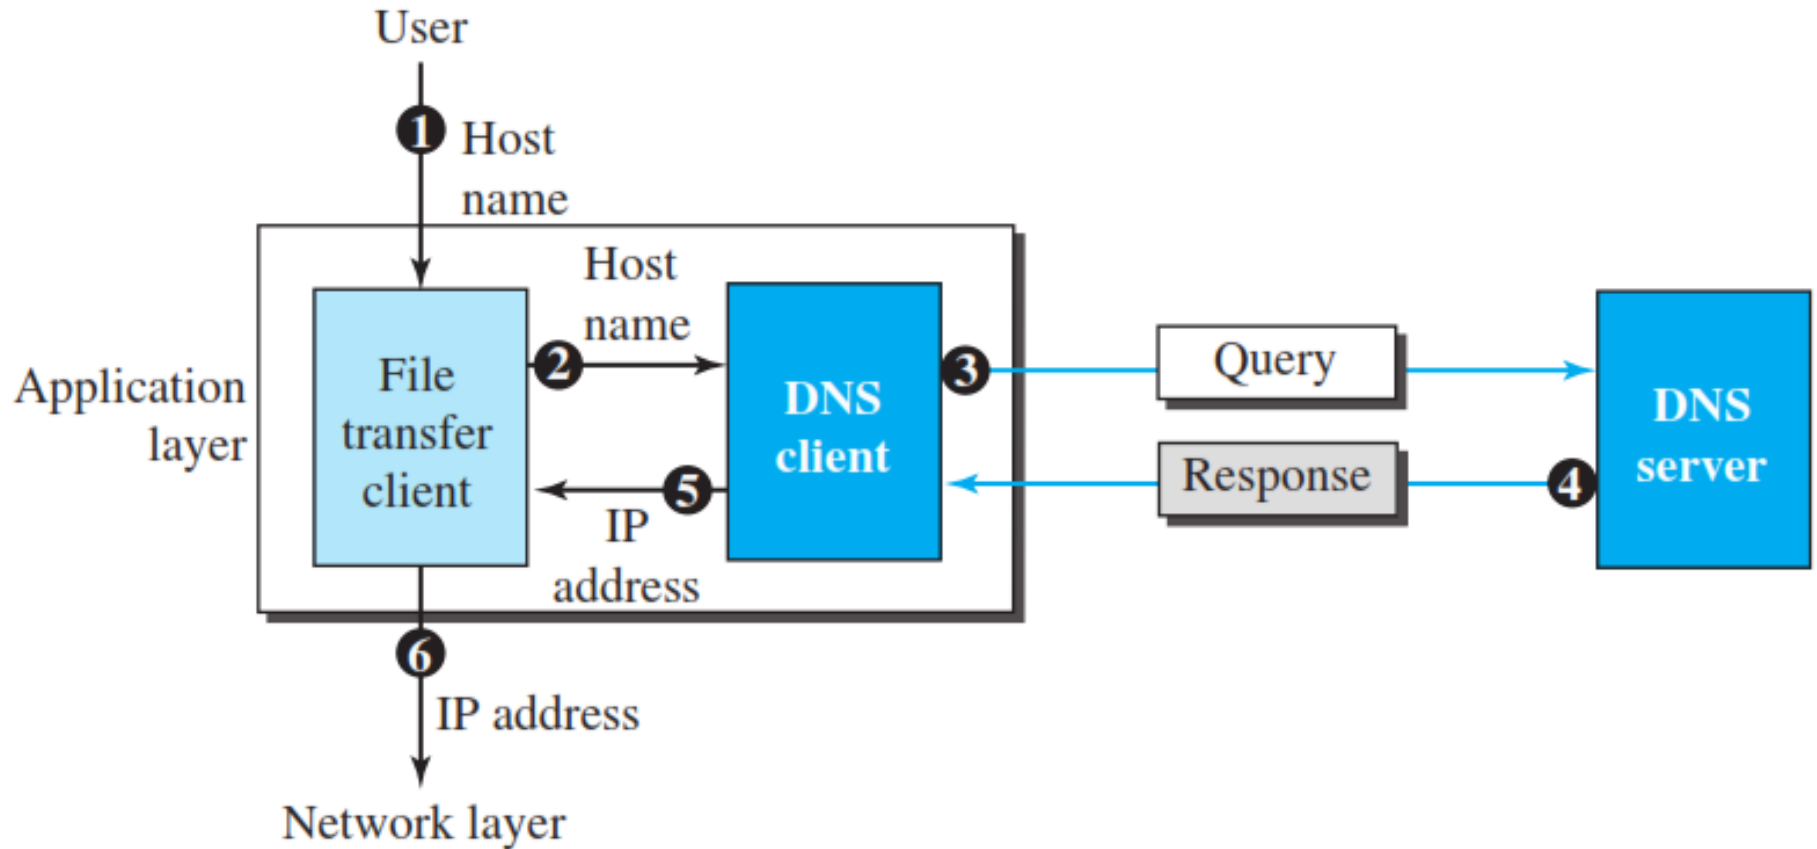 User
1
Host
name
Host
name
2
File
transfer
client
Application
layer
DNS
client
3
Query
DNS
server
Response
4
5
IP
address
6
IP address
Network layer